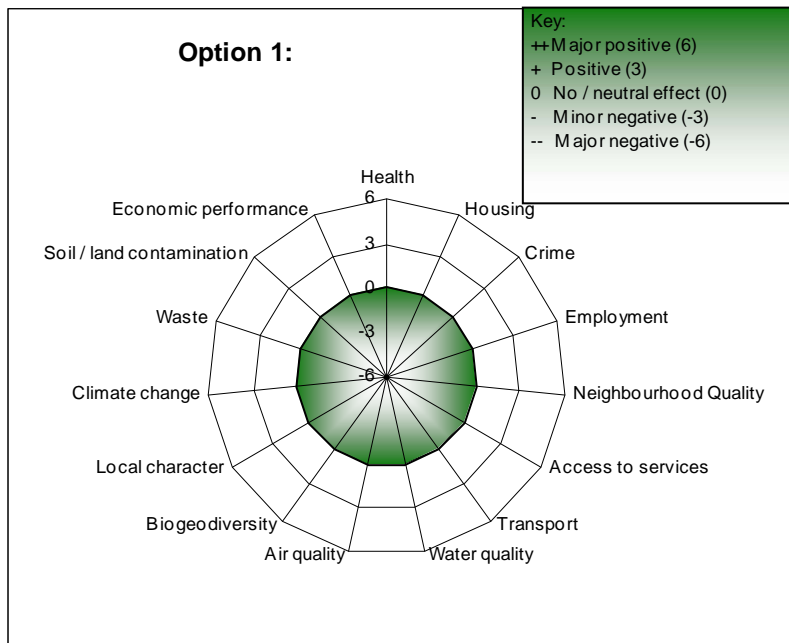 Option 1:
Key:
++ Major positive (6)
+ Positive (3)
0 No / neutral effect (0)
- Minor negative (-3)
-- Major negative (-6)
Health
Economic performance
Housing
Soil / land contamination
Crime
Waste
Employment
Climate change
Neighbourhood Quality
Local character
Access to services
Biogeodiversity
Transport
Air quality
Water quality
6
3
0
-3
-6